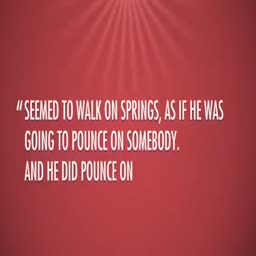 “SEEMED TO WALK ON SPRINGS, AS IF HE WAS
GOING TO POUNCE ON SOMEBODY.
AND HE DID POUNCE ON